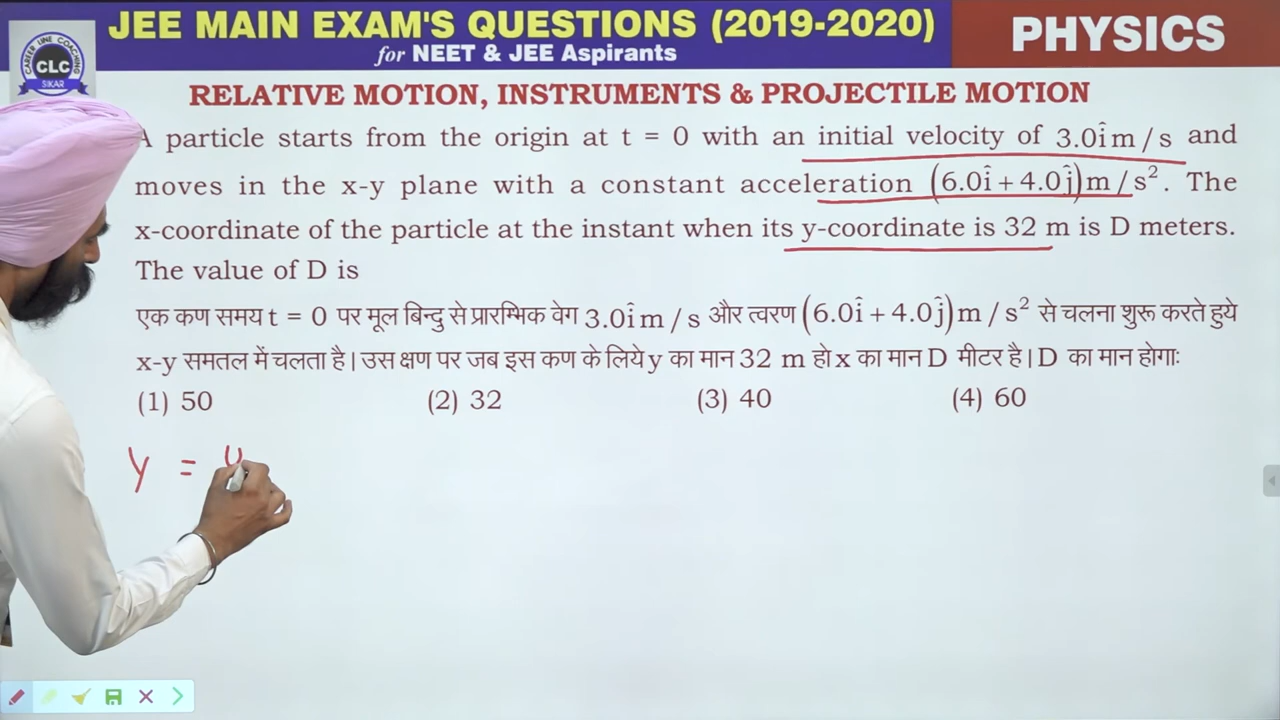 JEE MAIN EXAM'S QUESTIONS (2019-2020)
for NEET & JEE Aspirants
PHYSICS
CAREER LINE COACHING
CLC
SIKAR
RELATIVE MOTION, INSTRUMENTS & PROJECTILE MOTION
A particle starts from the origin at t = 0 with an initial velocity of 3.0î m/s and
moves in the x-y plane with a constant acceleration (6.0î + 4.0ĵ) m/s². The
x-coordinate of the particle at the instant when its y-coordinate is 32 m is D meters.
The value of D is
एक कण समय t = 0 पर मूल बिन्दु से प्रारम्भिक वेग 3.0î m/s और त्वरण (6.0î + 4.0ĵ) m/s² से चलना शुरू करते हुये
x-y समतल में चलता है। उस क्षण पर जब इस कण के लिये y का मान 32 m हो x का मान D मीटर है। D का मान होगाः
(1) 50 (2) 32 (3) 40 (4) 60
y =